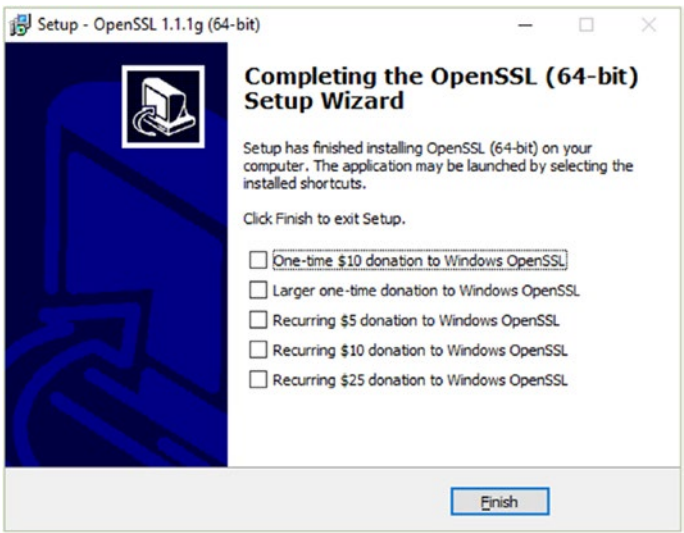 Setup - OpenSSL 1.1.1g (64-bit)
Completing the OpenSSL (64-bit)
Setup Wizard
Setup has finished installing OpenSSL (64-bit) on your
computer. The application may be launched by selecting the
installed shortcuts.
Click Finish to exit Setup.
One-time $10 donation to Windows OpenSSL
Larger one-time donation to Windows OpenSSL
Recurring $5 donation to Windows OpenSSL
Recurring $10 donation to Windows OpenSSL
Recurring $25 donation to Windows OpenSSL
Finish